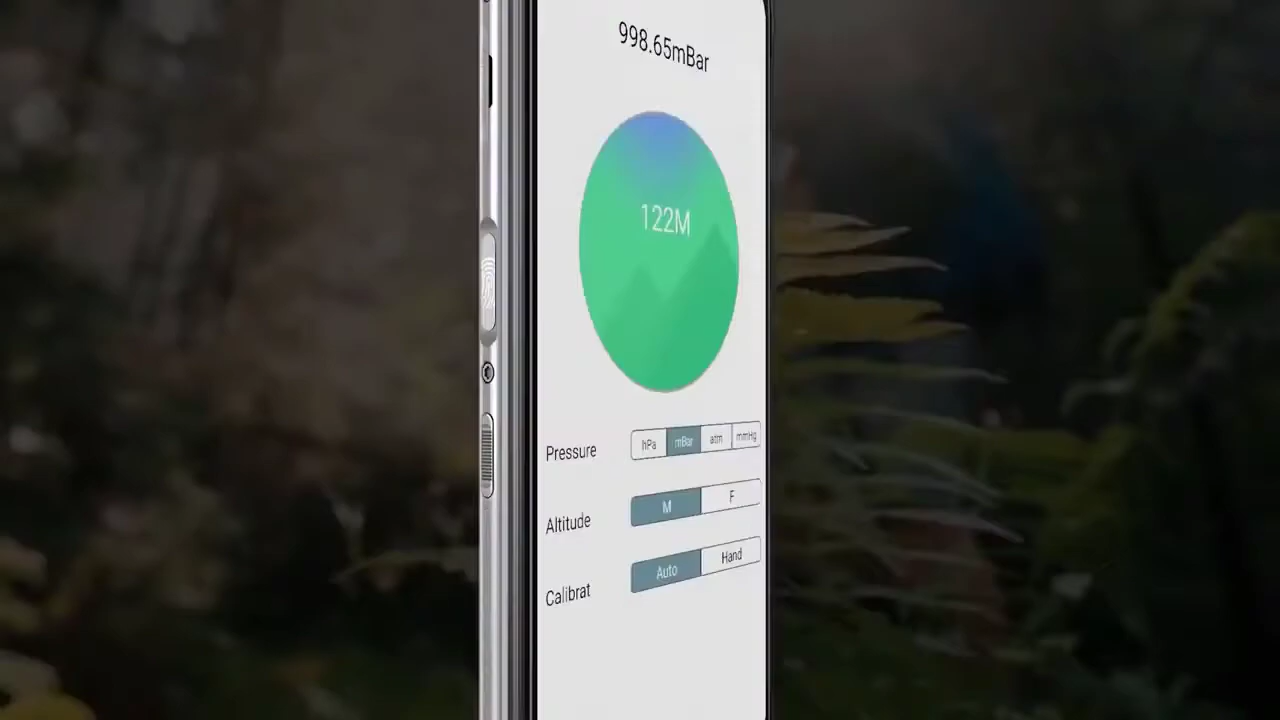 998.65mBar
122M
Pressure hPa mBar atm mmHg
Altitude M F
Calibrat Auto Hand